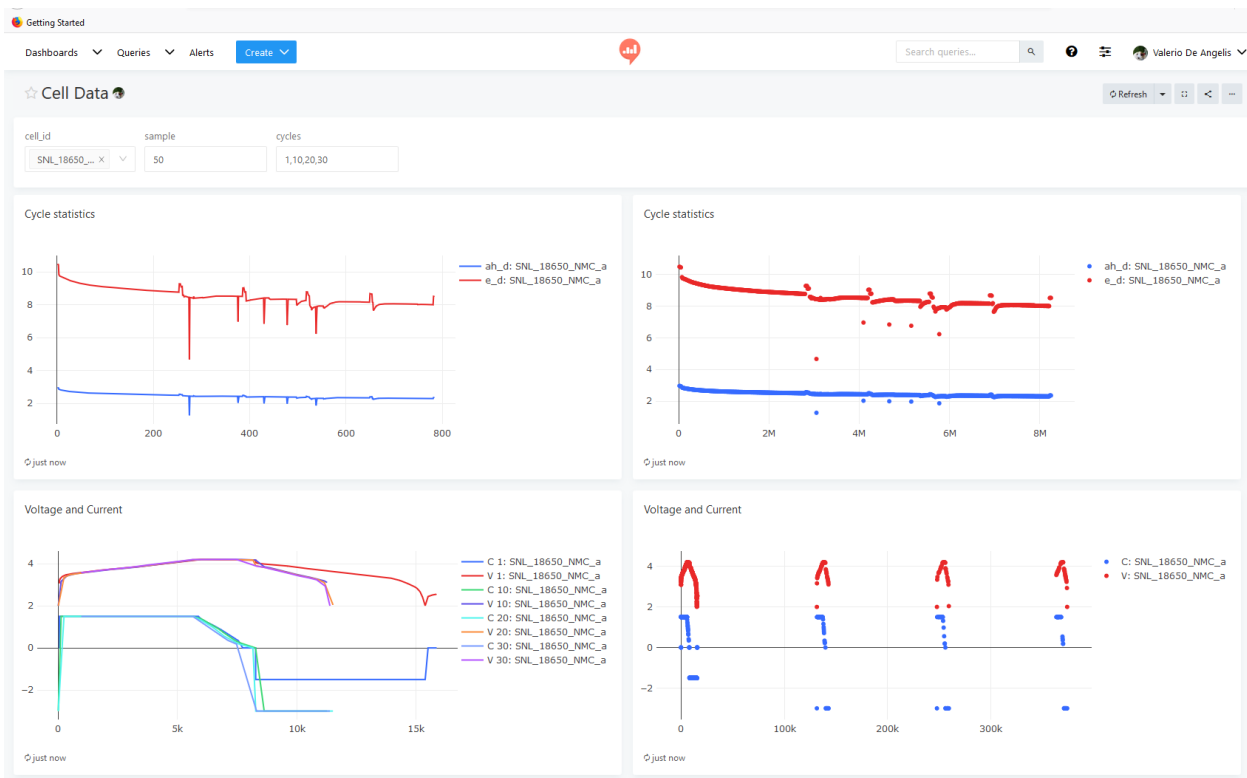 Getting Started
Dashboards Queries Alerts Create Search queries... Valerio De Angelis
Cell Data Refresh
cell_id sample cycles
SNL_18650_... × 50 1,10,20,30
Cycle statistics
10
8
6
4
2
0 200 400 600 800
ah_d: SNL_18650_NMC_a
e_d: SNL_18650_NMC_a
just now
Cycle statistics
10
8
6
4
2
0 2M 4M 6M 8M
ah_d: SNL_18650_NMC_a
e_d: SNL_18650_NMC_a
just now
Voltage and Current
4
2
0
−2
0 5k 10k 15k
C 1: SNL_18650_NMC_a
V 1: SNL_18650_NMC_a
C 10: SNL_18650_NMC_a
V 10: SNL_18650_NMC_a
C 20: SNL_18650_NMC_a
V 20: SNL_18650_NMC_a
C 30: SNL_18650_NMC_a
V 30: SNL_18650_NMC_a
just now
Voltage and Current
4
2
0
−2
0 100k 200k 300k
C: SNL_18650_NMC_a
V: SNL_18650_NMC_a
just now